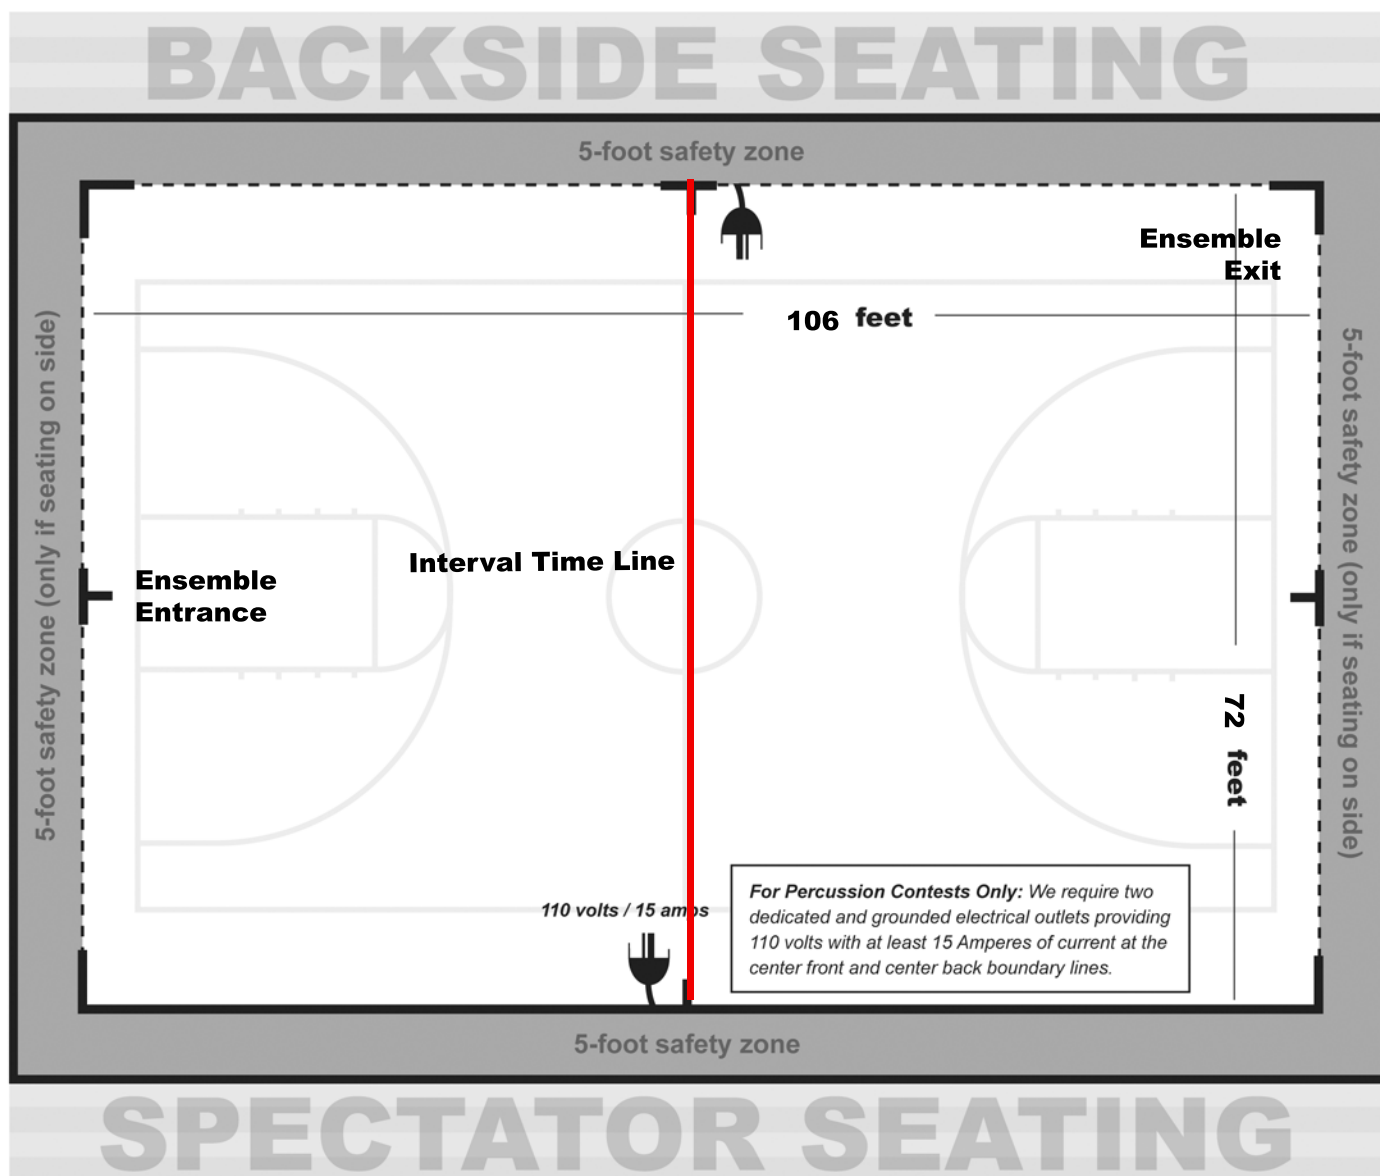 BACKSIDE SEATING
5-foot safety zone
Ensemble
Exit
106 feet
5-foot safety zone (only if seating on side)
5-foot safety zone (only if seating on side)
Interval Time Line
Ensemble
Entrance
72 feet
For Percussion Contests Only: We require two
dedicated and grounded electrical outlets providing
110 volts with at least 15 Amperes of current at the
center front and center back boundary lines.
110 volts / 15 amps
5-foot safety zone
SPECTATOR SEATING